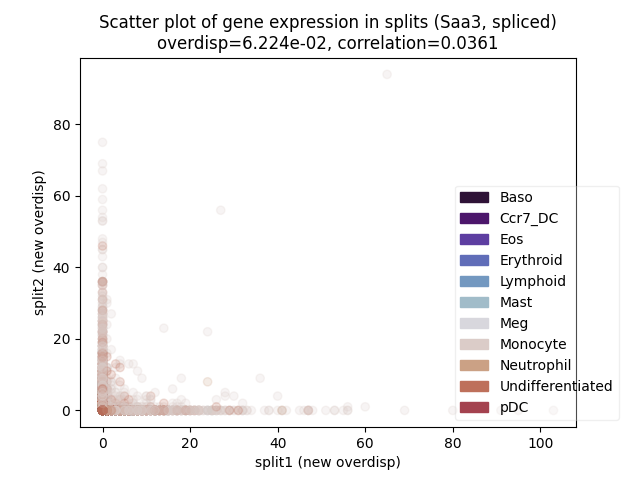 Scatter plot of gene expression in splits (Saa3, spliced)
overdisp=6.224e-02, correlation=0.0361
split2 (new overdisp)
80
60
40
20
0
0 20 40 60 80 100
split1 (new overdisp)
Baso
Ccr7_DC
Eos
Erythroid
Lymphoid
Mast
Meg
Monocyte
Neutrophil
Undifferentiated
pDC